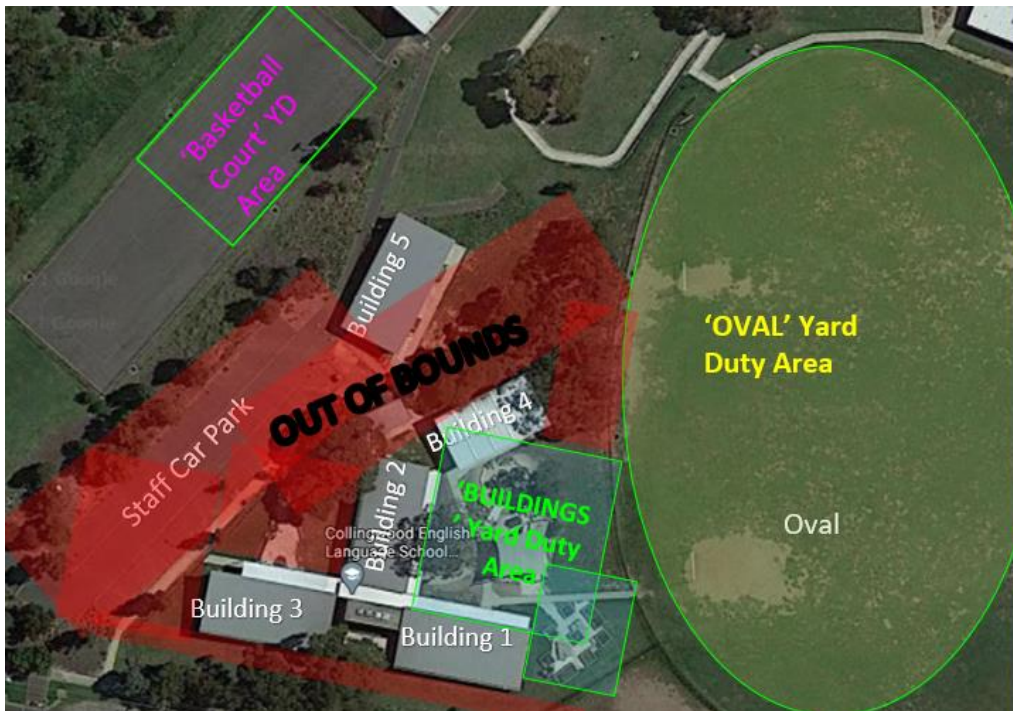 'Basketball
Court' YD
Area
Building 5
OUT OF BOUNDS
'OVAL' Yard
Duty Area
Staff Car Park
Building 4
Building 2
'BUILDINGS
' Yard Duty
Area
Oval
Collingwood English
Language School...
Building 3
Building 1